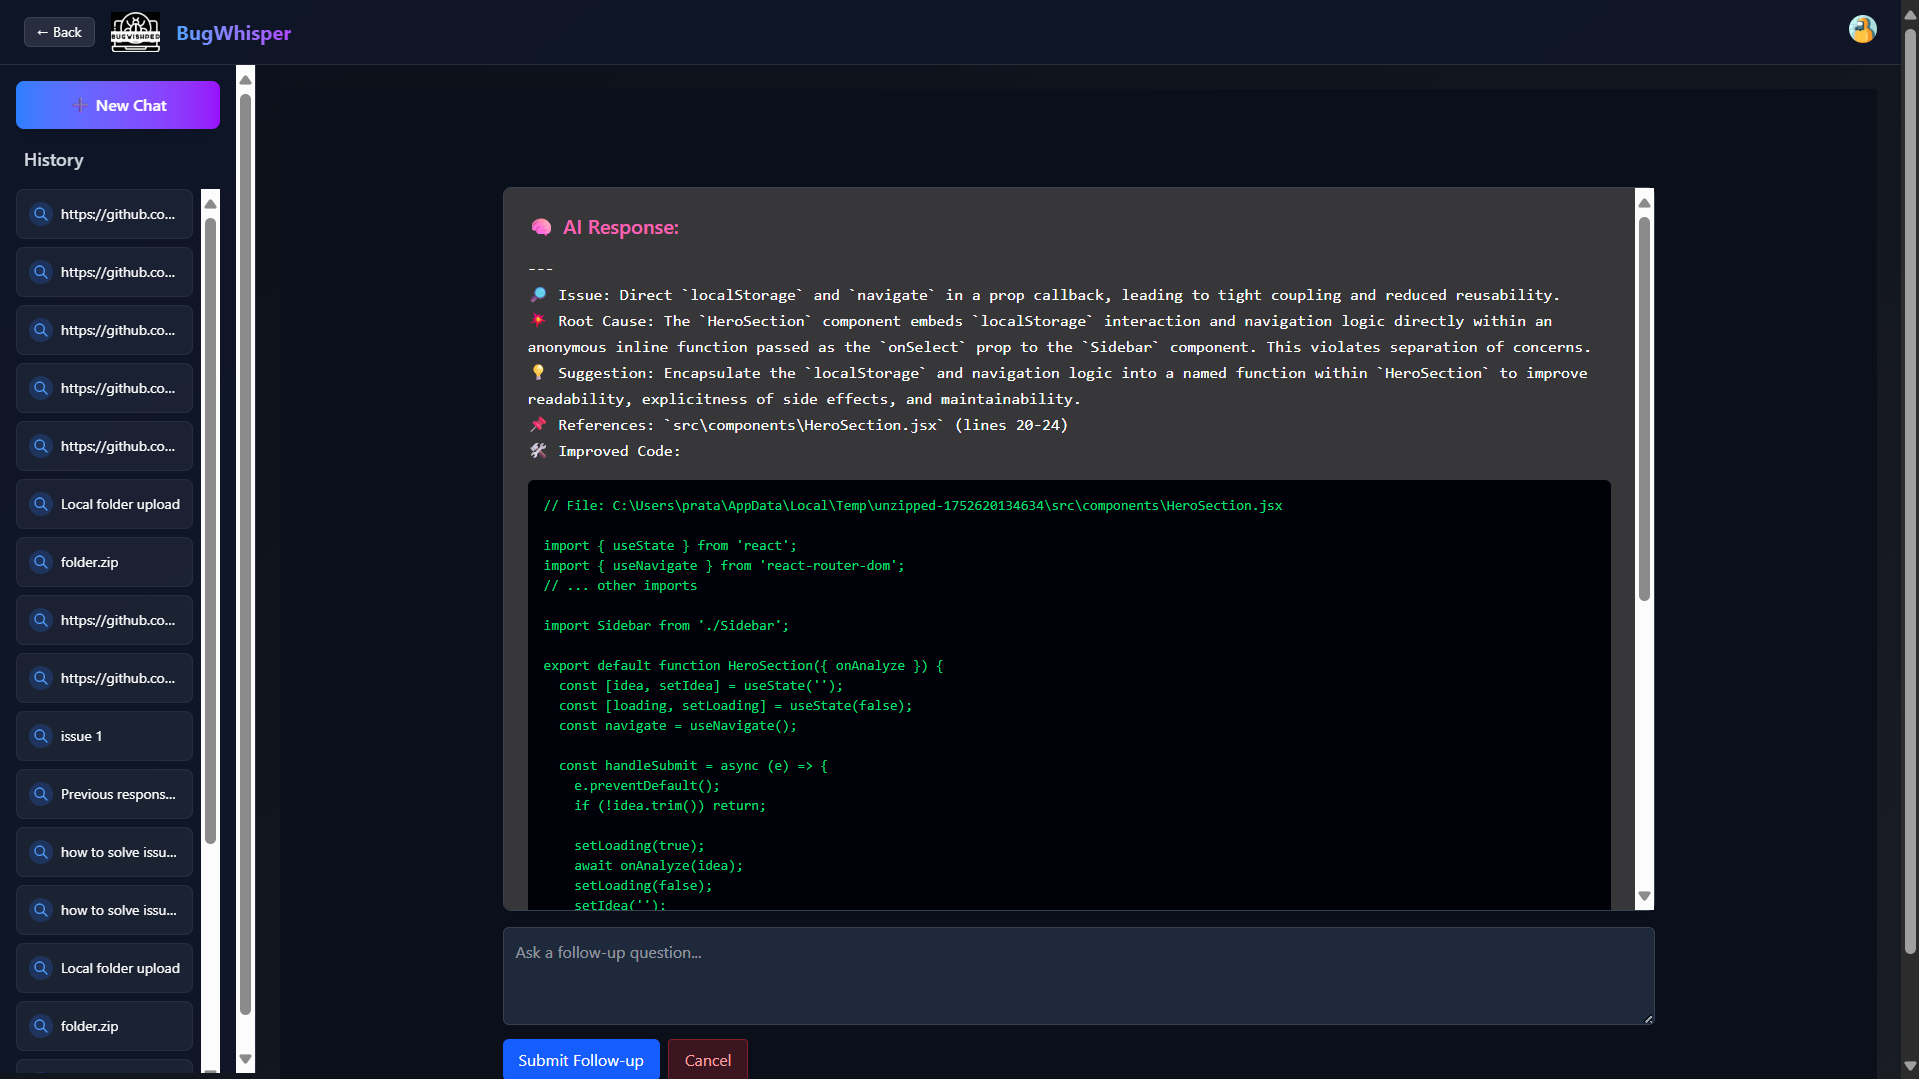 ← Back
BUGWISHPED
BugWhisper
New Chat
History
https://github.co...
https://github.co...
https://github.co...
https://github.co...
https://github.co...
Local folder upload
folder.zip
https://github.co...
https://github.co...
issue 1
Previous respons...
how to solve issu...
how to solve issu...
Local folder upload
folder.zip
AI Response:
---
Issue: Direct `localStorage` and `navigate` in a prop callback, leading to tight coupling and reduced reusability.
Root Cause: The `HeroSection` component embeds `localStorage` interaction and navigation logic directly within an
anonymous inline function passed as the `onSelect` prop to the `Sidebar` component. This violates separation of concerns.
Suggestion: Encapsulate the `localStorage` and navigation logic into a named function within `HeroSection` to improve
readability, explicitness of side effects, and maintainability.
References: `src\components\HeroSection.jsx` (lines 20-24)
Improved Code:
// File: C:\Users\prata\AppData\Local\Temp\unzipped-1752620134634\src\components\HeroSection.jsx
import { useState } from 'react';
import { useNavigate } from 'react-router-dom';
// ... other imports
import Sidebar from './Sidebar';
export default function HeroSection({ onAnalyze }) {
const [idea, setIdea] = useState('');
const [loading, setLoading] = useState(false);
const navigate = useNavigate();
const handleSubmit = async (e) => {
e.preventDefault();
if (!idea.trim()) return;
setLoading(true);
await onAnalyze(idea);
setLoading(false);
setIdea('');
Ask a follow-up question...
Submit Follow-up
Cancel